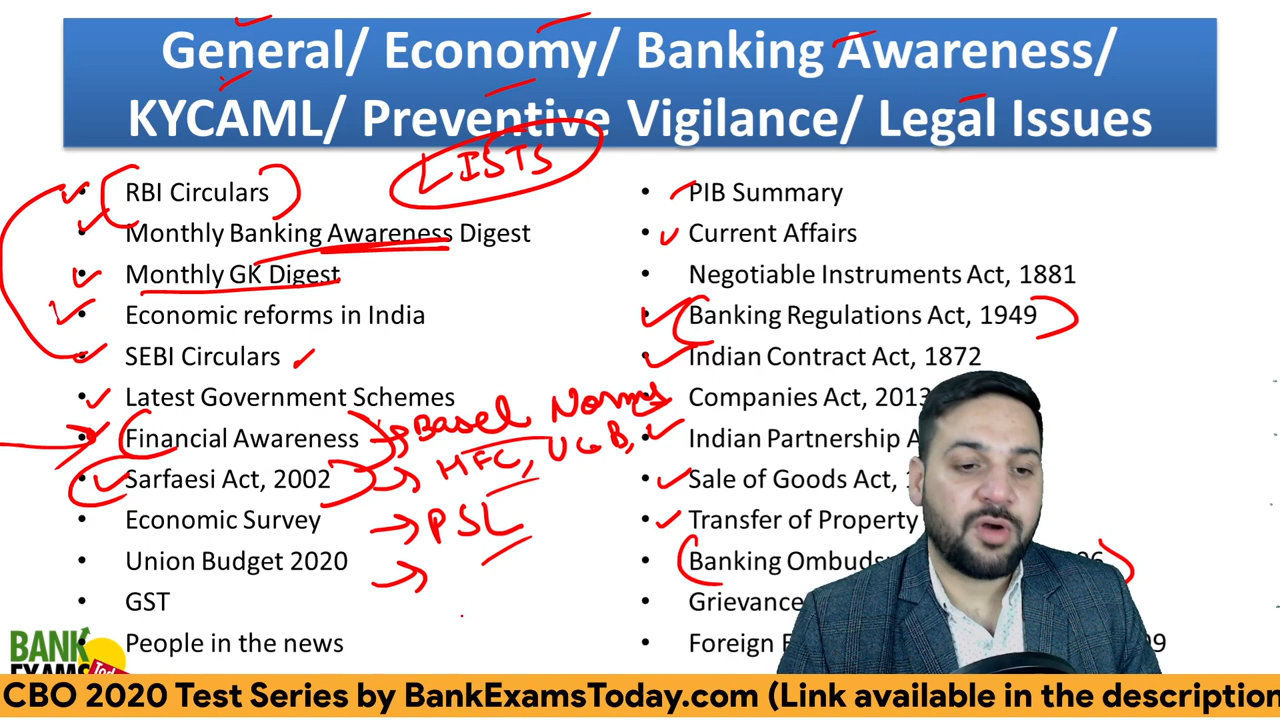 General/ Economy/ Banking Awareness/
KYCAML/ Preventive Vigilance/ Legal Issues
LISTS
• RBI Circulars
• Monthly Banking Awareness Digest
• Monthly GK Digest
• Economic reforms in India
• SEBI Circulars
• Latest Government Schemes
• Financial Awareness
• Sarfaesi Act, 2002
• Economic Survey
• Union Budget 2020
• GST
• People in the news
Basel Norms
HFC, UGB,
PSL
• PIB Summary
• Current Affairs
• Negotiable Instruments Act, 1881
• Banking Regulations Act, 1949
• Indian Contract Act, 1872
• Companies Act, 2013
• Indian Partnership A
• Sale of Goods Act,
• Transfer of Property
• Banking
• Grievance
• Foreign
BANK
EXAMS
CBO 2020 Test Series by BankExamsToday.com (Link available in the description